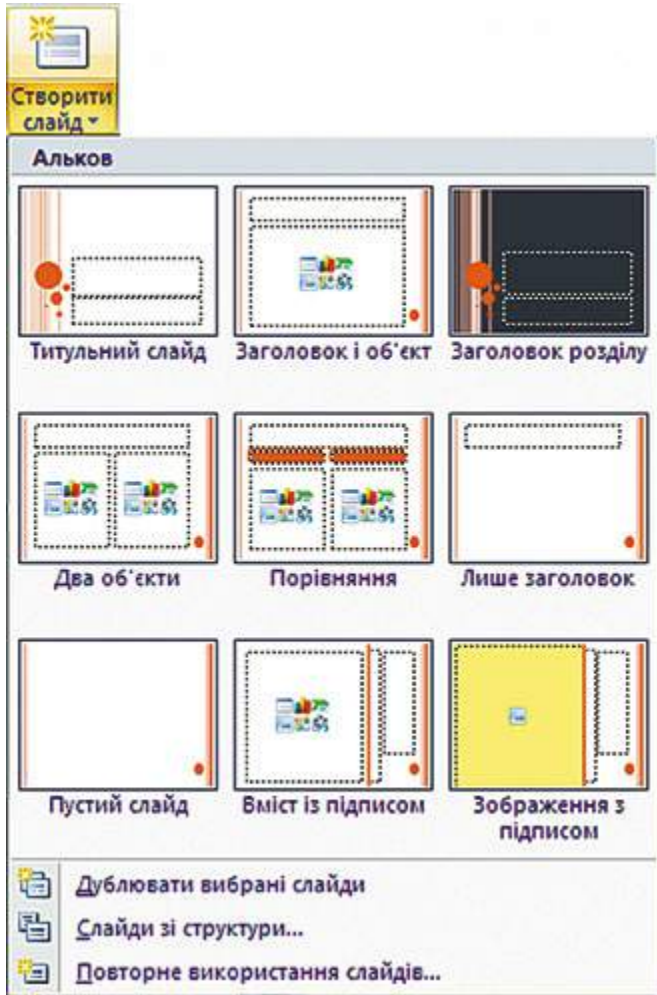 Створити
слайд
Альков
Титульний слайд
Заголовок і об'єкт
Заголовок розділу
Два об'єкти
Порівняння
Лише заголовок
Пустий слайд
Вміст із підписом
Зображення з
підписом
Дублювати вибрані слайди
Слайди зі структури...
Повторне використання слайдів...